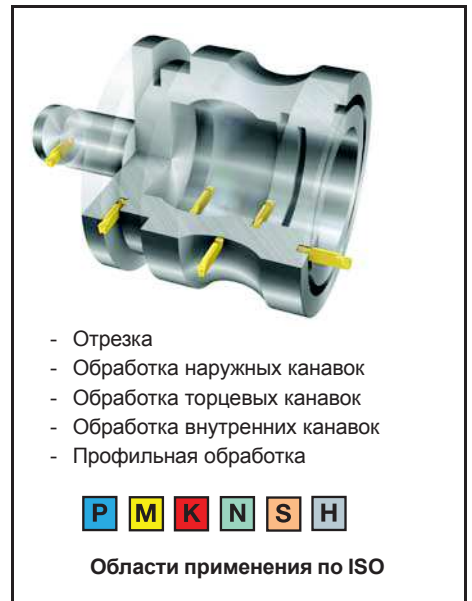 - Отрезка
- Обработка наружных канавок
- Обработка торцевых канавок
- Обработка внутренних канавок
- Профильная обработка
P M K N S H
Области применения по ISO